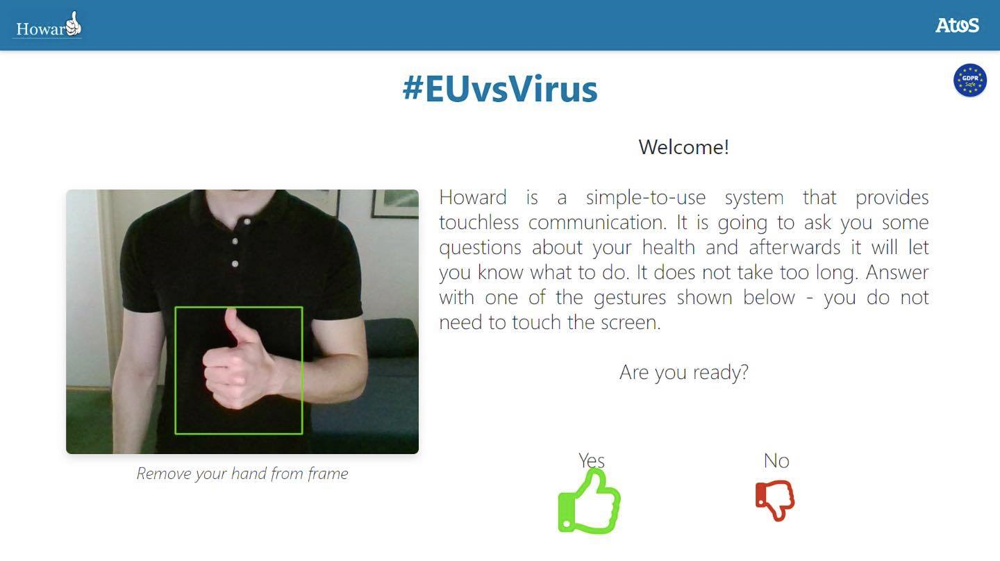 Howar
Atos
#EUvsVirus
GDPR
Safe
Welcome!
Howard is a simple-to-use system that provides
touchless communication. It is going to ask you some
questions about your health and afterwards it will let
you know what to do. It does not take too long. Answer
with one of the gestures shown below - you do not
need to touch the screen.
Are you ready?
Remove your hand from frame
Yes
No